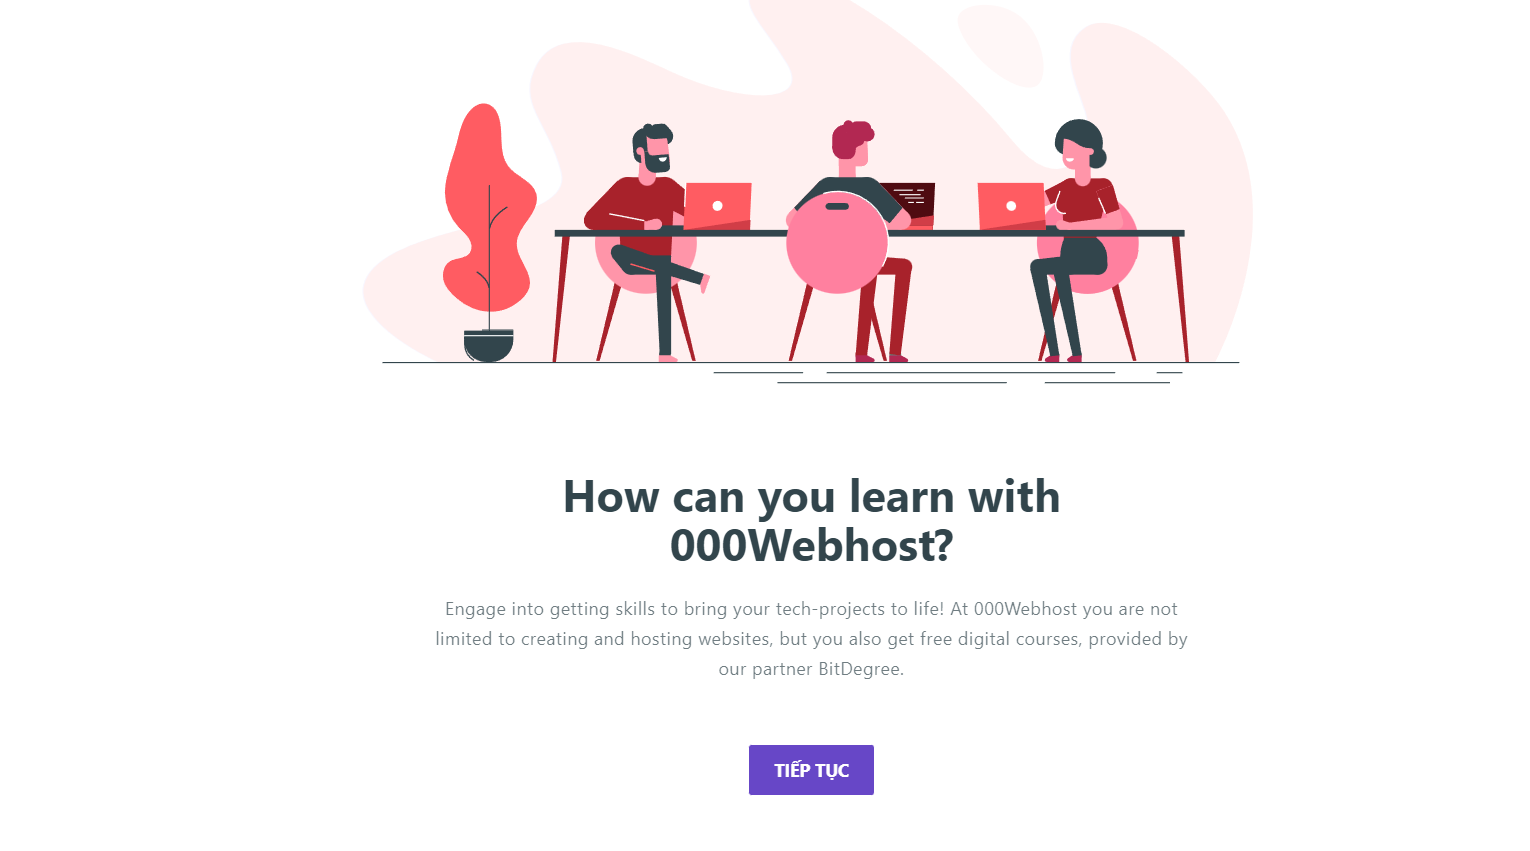 How can you learn with
000Webhost?
Engage into getting skills to bring your tech-projects to life! At 000Webhost you are not
limited to creating and hosting websites, but you also get free digital courses, provided by
our partner BitDegree.
TIẾP TỤC